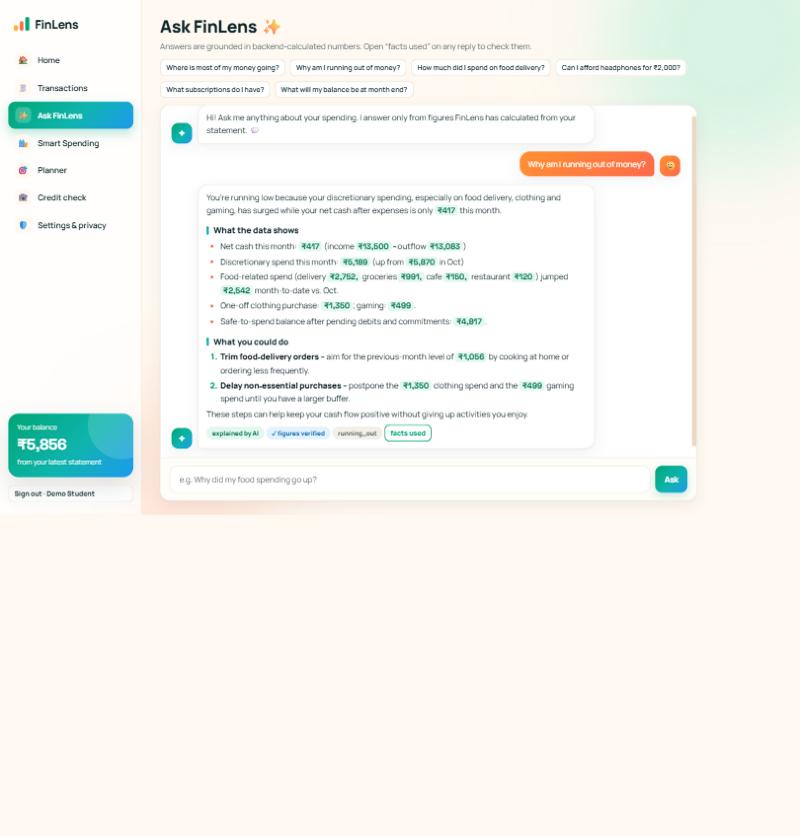 FinLens
Home
Transactions
Ask FinLens
Smart Spending
Planner
Credit check
Settings & privacy
Your balance
₹5,856
from your latest statement
Sign out · Demo Student
Ask FinLens ✨
Answers are grounded in backend-calculated numbers. Open "facts used" on any reply to check them.
Where is most of my money going?
Why am I running out of money?
How much did I spend on food delivery?
Can I afford headphones for ₹2,000?
What subscriptions do I have?
What will my balance be at month end?
Hi! Ask me anything about your spending. I answer only from figures FinLens has calculated from your
statement.
Why am I running out of money?
You're running low because your discretionary spending, especially on food delivery, clothing and
gaming, has surged while your net cash after expenses is only ₹417 this month.
What the data shows
Net cash this month: ₹417 (income ₹13,500 - outflow ₹13,083 )
Discretionary spend this month: ₹5,189 (up from ₹5,870 in Oct)
Food-related spend (delivery ₹2,752, groceries ₹991, cafe ₹150, restaurant ₹120 ) jumped
₹2,542 month-to-date vs. Oct.
One-off clothing purchase: ₹1,350 ; gaming: ₹499 .
Safe-to-spend balance after pending debits and commitments: ₹4,817 .
What you could do
1. Trim food-delivery orders – aim for the previous-month level of ₹1,056 by cooking at home or
ordering less frequently.
2. Delay non-essential purchases – postpone the ₹1,350 clothing spend and the ₹499 gaming
spend until you have a larger buffer.
These steps can help keep your cash flow positive without giving up activities you enjoy.
explained by AI
✓ figures verified
running_out
facts used
e.g. Why did my food spending go up?
Ask